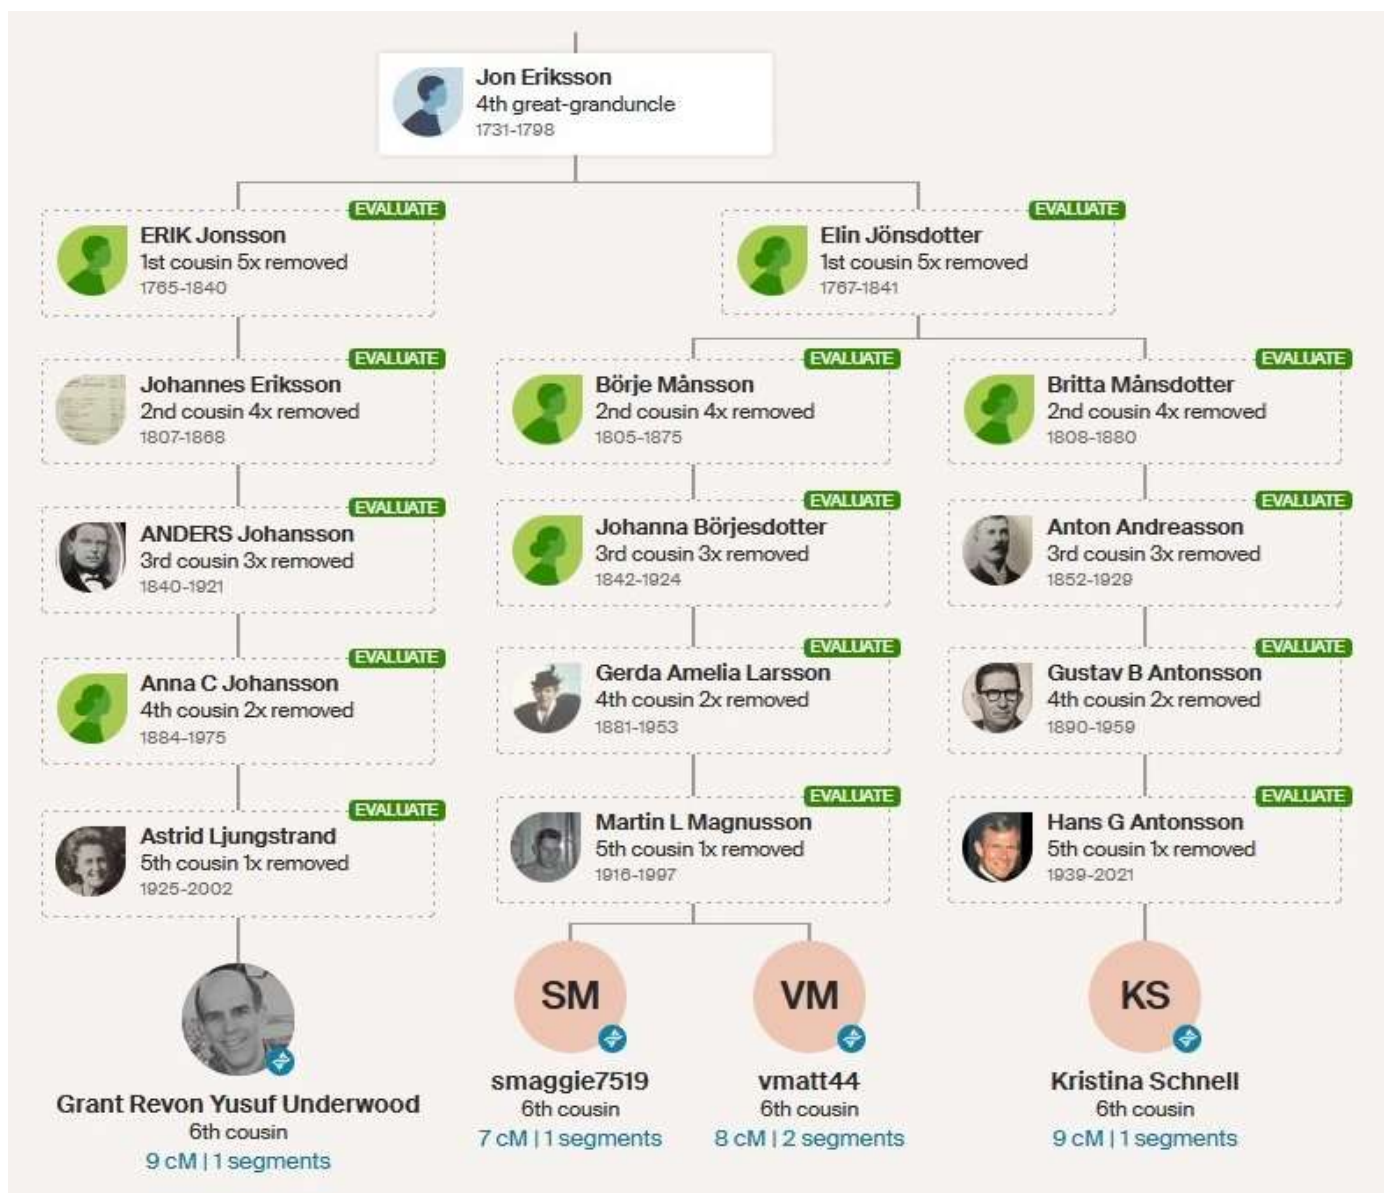 Jon Eriksson
4th great-granduncle
1731-1798
EVALUATE
ERIK Jonsson
1st cousin 5x removed
1765-1840
EVALUATE
Elin Jönsdotter
1st cousin 5x removed
1767-1841
EVALUATE
Johannes Eriksson
2nd cousin 4x removed
1807-1868
EVALUATE
Börje Månsson
2nd cousin 4x removed
1805-1875
EVALUATE
Britta Månsdotter
2nd cousin 4x removed
1808-1880
EVALUATE
ANDERS Johansson
3rd cousin 3x removed
1840-1921
EVALUATE
Johanna Börjesdotter
3rd cousin 3x removed
1842-1924
EVALUATE
Anton Andreasson
3rd cousin 3x removed
1852-1929
EVALUATE
Anna C Johansson
4th cousin 2x removed
1884-1975
EVALUATE
Gerda Amelia Larsson
4th cousin 2x removed
1881-1953
EVALUATE
Gustav B Antonsson
4th cousin 2x removed
1890-1959
EVALUATE
Astrid Ljungstrand
5th cousin 1x removed
1925-2002
EVALUATE
Martin L Magnusson
5th cousin 1x removed
1916-1997
EVALUATE
Hans G Antonsson
5th cousin 1x removed
1939-2021
Grant Revon Yusuf Underwood
6th cousin
9 cM | 1 segments
SM
smaggie7519
6th cousin
7 cM | 1 segments
VM
vmatt44
6th cousin
8 cM | 2 segments
KS
Kristina Schnell
6th cousin
9 cM | 1 segments